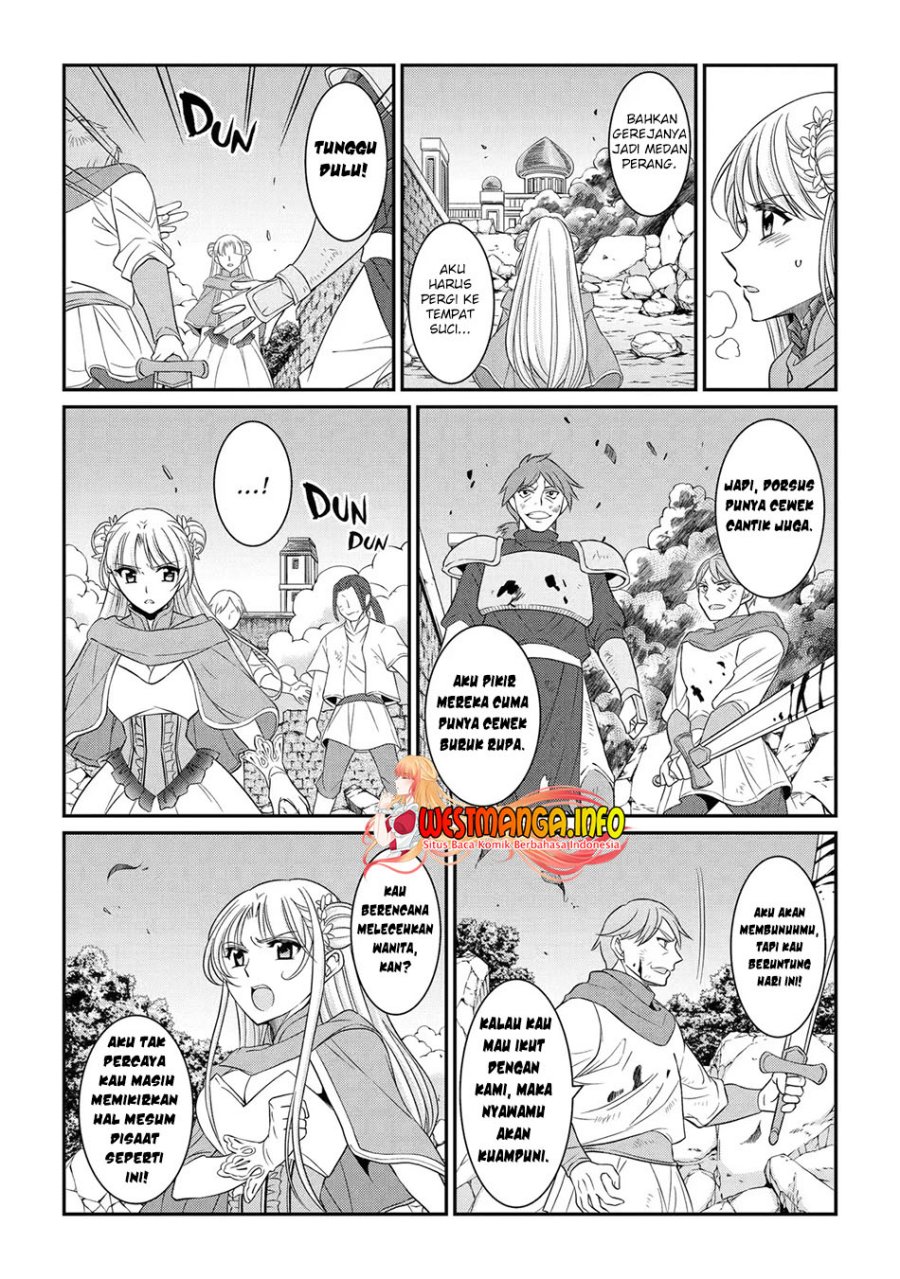 BAHKAN
GEREJANYA
JADI MEDAN
PERANG.
AKU
HARUS
PERGI KE
TEMPAT
SUCI...
TUNGGU
DULU!
DUN
JADI, DORSUS
PUNYA CEWEK
CANTIK JUGA.
AKU PIKIR
MEREKA CUMA
PUNYA CEWEK
BURUK RUPA.
...!
DUN
DUN
WESTMANGA.INFO
Situs Baca Komik Berbahasa Indonesia
AKU AKAN
MEMBUNUHMU,
TAPI KAU
BERUNTUNG
HARI INI!
KALAU KAU
MAU IKUT
DENGAN
KAMI, MAKA
NYAWAMU
AKAN
KUAMPUNI.
KAU
BERENCANA
MELECEHKAN
WANITA,
KAN?
AKU TAK
PERCAYA
KAU MASIH
MEMIKIRKAN
HAL MESUM
DISAAT
SEPERTI
INI!